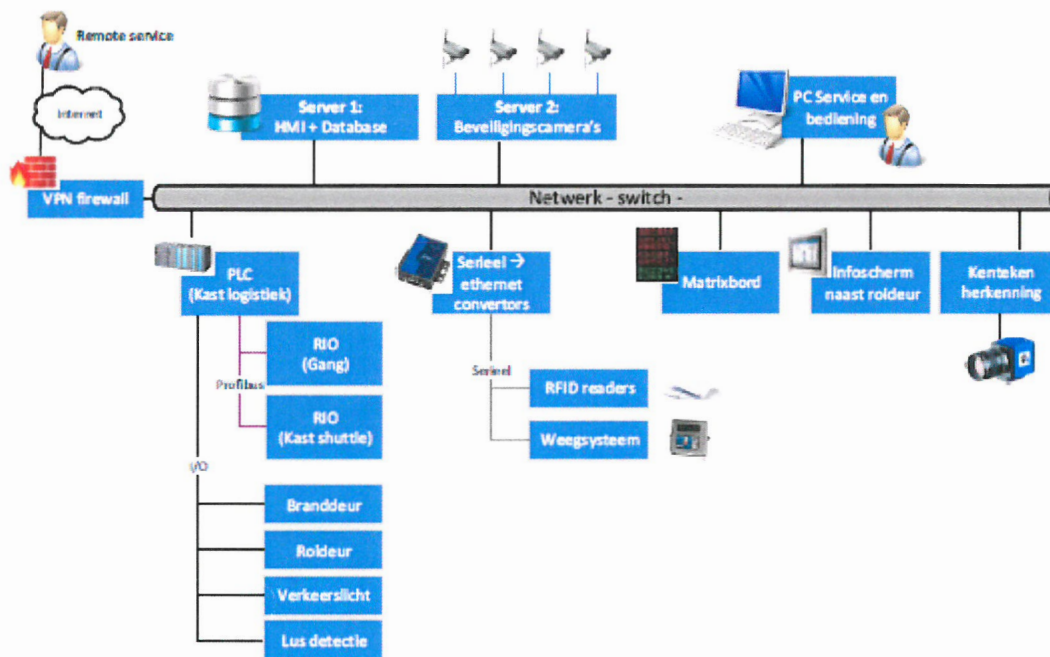 Remote service
Internet
VPN firewall
Server 1:
HMI + Database
Server 2:
Beveiligingscamera's
PC Service en
bediening
Netwerk - switch -
PLC
(Kast logistiek)
Serieel →
ethernet
convertors
Matrixbord
Infoscherm
naast roldeur
Kenteken
herkenning
RIO
(Gang)
Profibus
RIO
(Kast shuttle)
Serieel
RFID readers
Weegsysteem
I/O
Branddeur
Roldeur
Verkeerslicht
Lus detectie